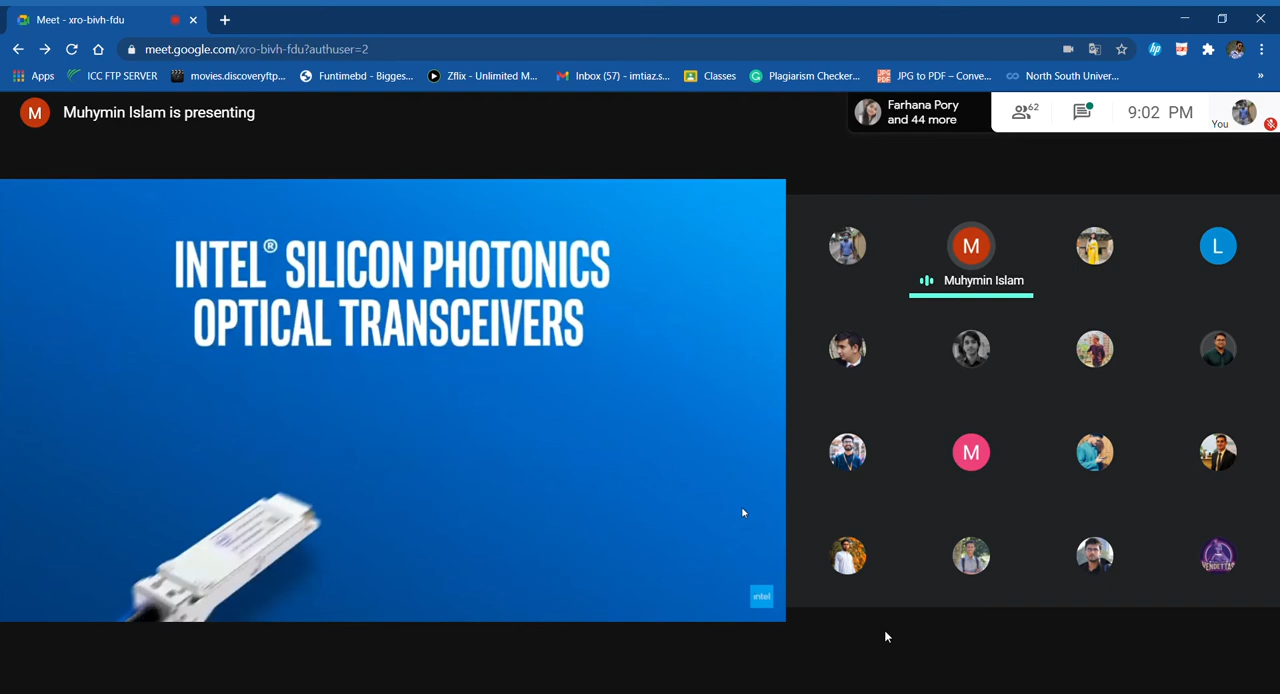 Meet - xro-bivh-fdu
meet.google.com/xro-bivh-fdu?authuser=2
Apps ICC FTP SERVER movies.discoveryftp... Funtimebd - Bigges... Zflix - Unlimited M... Inbox (57) - imtiaz.s... Classes Plagiarism Checker... JPG to PDF – Conve... North South Univer... »
M Muhymin Islam is presenting
Farhana Pory
and 44 more
62
9:02 PM
You
INTEL® SILICON PHOTONICS
OPTICAL TRANSCEIVERS
intel
M
L
Muhymin Islam
M
VENDETTA